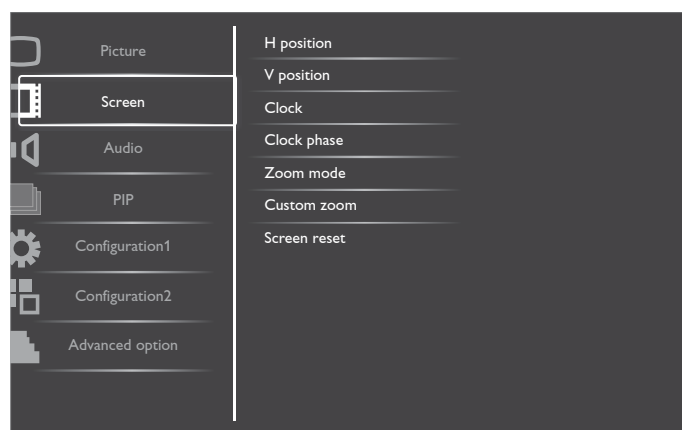 Picture
Screen
Audio
PIP
Configuration1
Configuration2
Advanced option
H position
V position
Clock
Clock phase
Zoom mode
Custom zoom
Screen reset